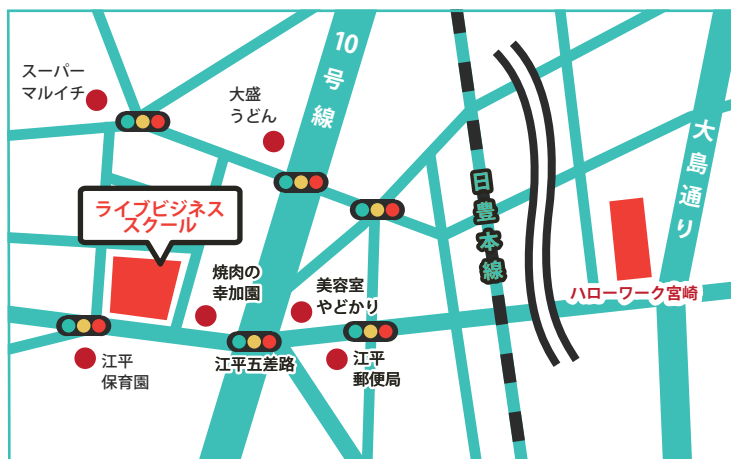 10号線
スーパー
マルイチ
大盛
うどん
大島通り
日豊本線
ライブビジネス
スクール
焼肉の
幸加園
美容室
やどかり
ハローワーク宮崎
江平五差路
江平
保育園
江平
郵便局